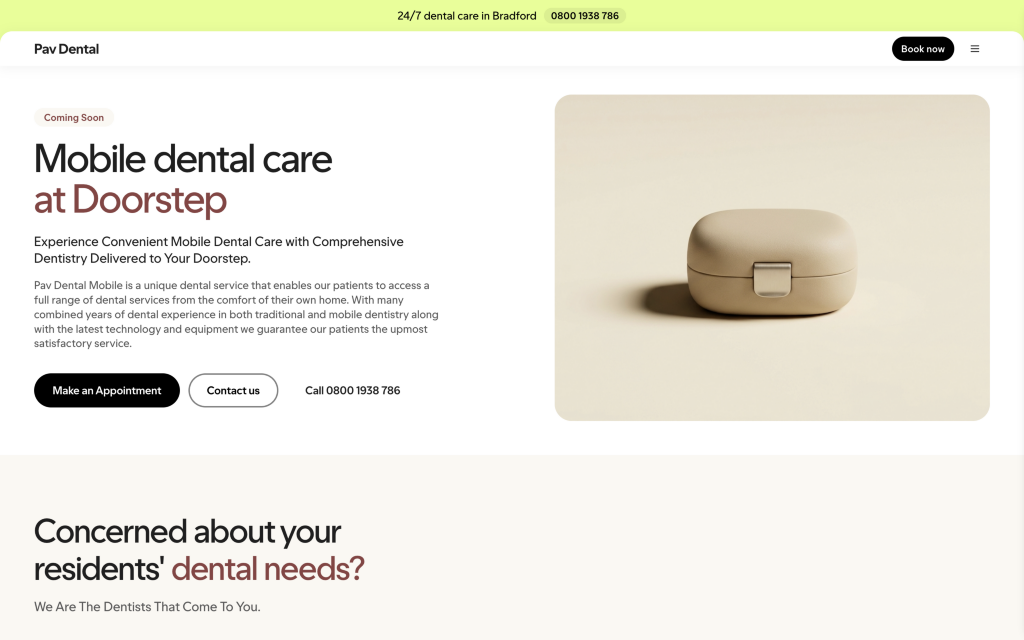 24/7 dental care in Bradford 0800 1938 786
Pav Dental
Book now
Coming Soon
Mobile dental care
at Doorstep
Experience Convenient Mobile Dental Care with Comprehensive
Dentistry Delivered to Your Doorstep.
Pav Dental Mobile is a unique dental service that enables our patients to access a
full range of dental services from the comfort of their own home. With many
combined years of dental experience in both traditional and mobile dentistry along
with the latest technology and equipment we guarantee our patients the upmost
satisfactory service.
Make an Appointment
Contact us
Call 0800 1938 786
Concerned about your
residents' dental needs?
We Are The Dentists That Come To You.